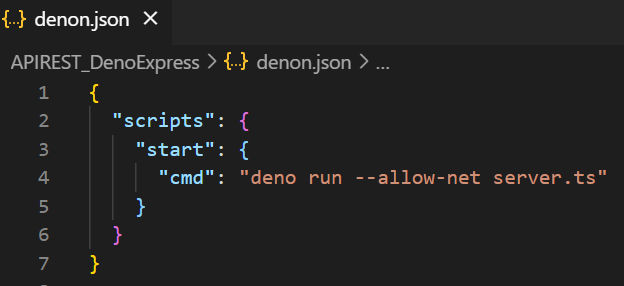 {..} denon.json ×
APIREST_DenoExpress > {..} denon.json > ...
1 {
2 "scripts": {
3 "start": {
4 "cmd": "deno run --allow-net server.ts"
5 }
6 }
7 }